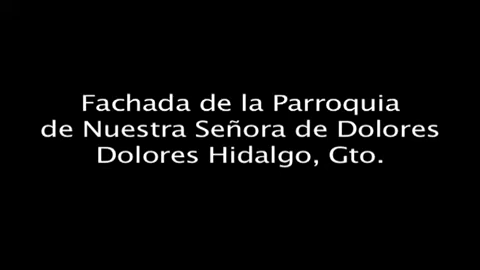 Fachada de la Parroquia
de Nuestra Señora de Dolores
Dolores Hidalgo, Gto.